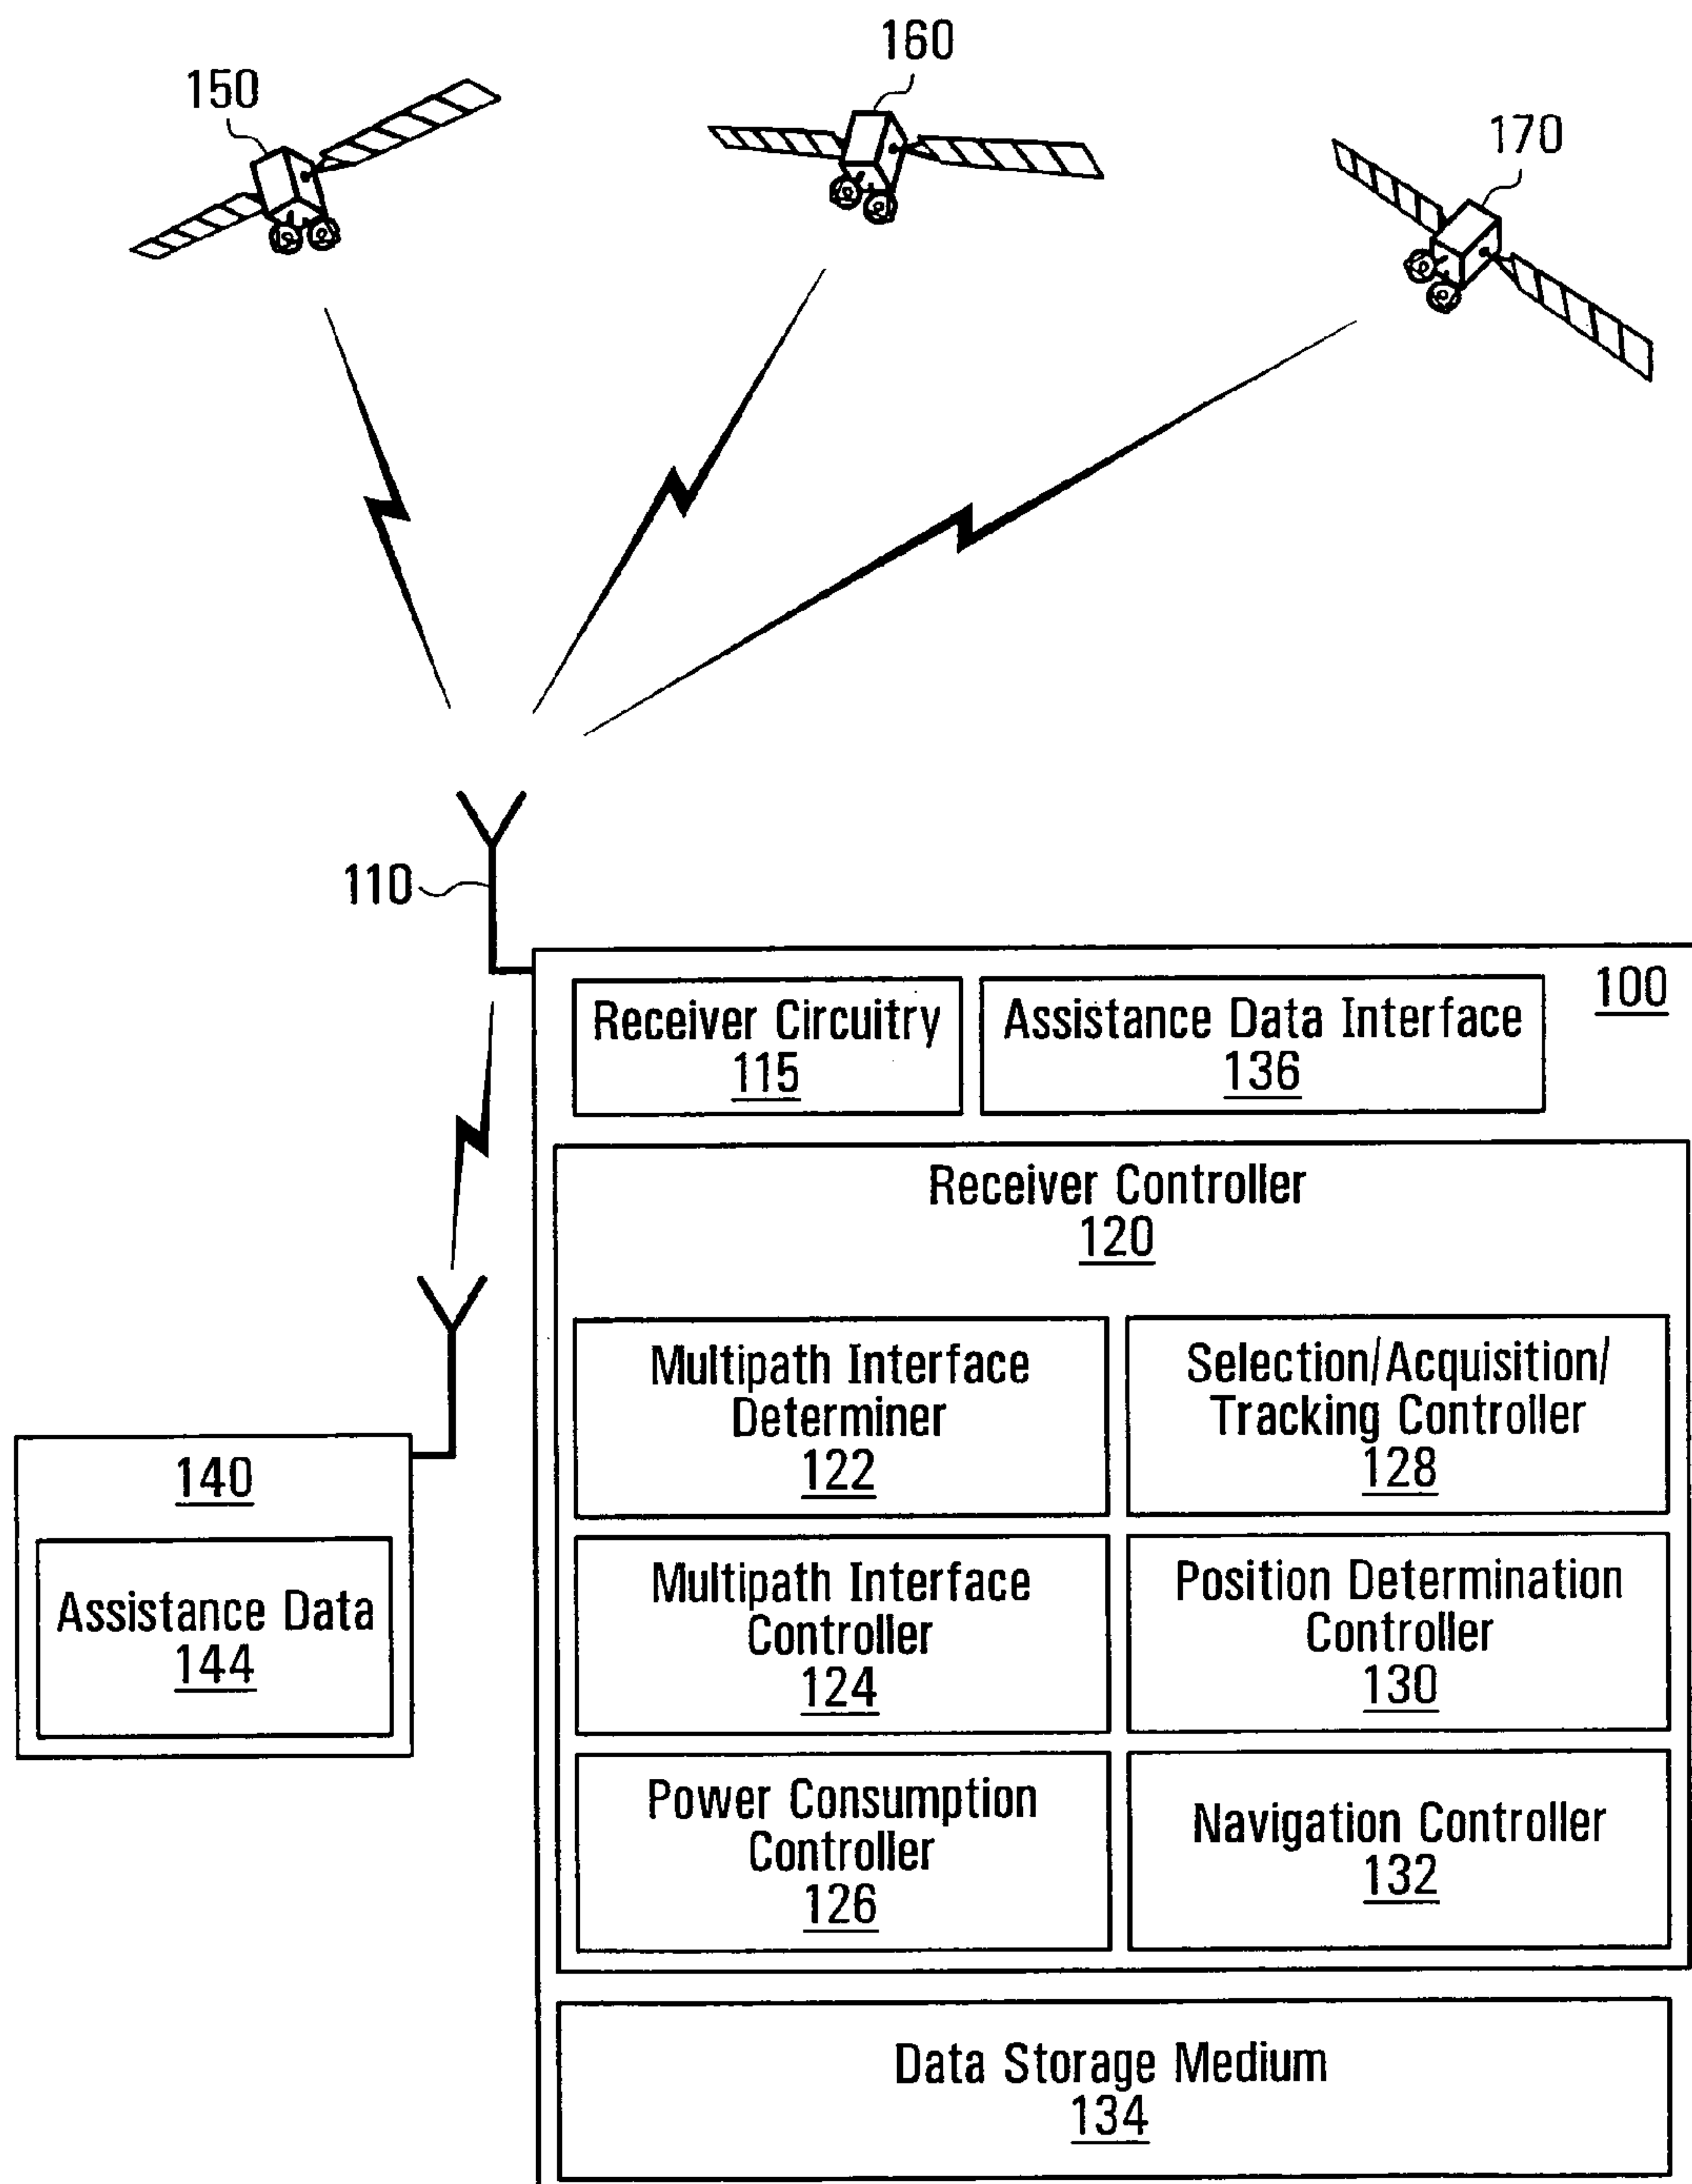 160
150
170
110
100
Receiver Circuitry
115
Assistance Data Interface
136
Receiver Controller
120
Multipath Interface
Determiner
122
Selection/Acquisition/
Tracking Controller
128
140
Assistance Data
144
Multipath Interface
Controller
124
Position Determination
Controller
130
Power Consumption
Controller
126
Navigation Controller
132
Data Storage Medium
134